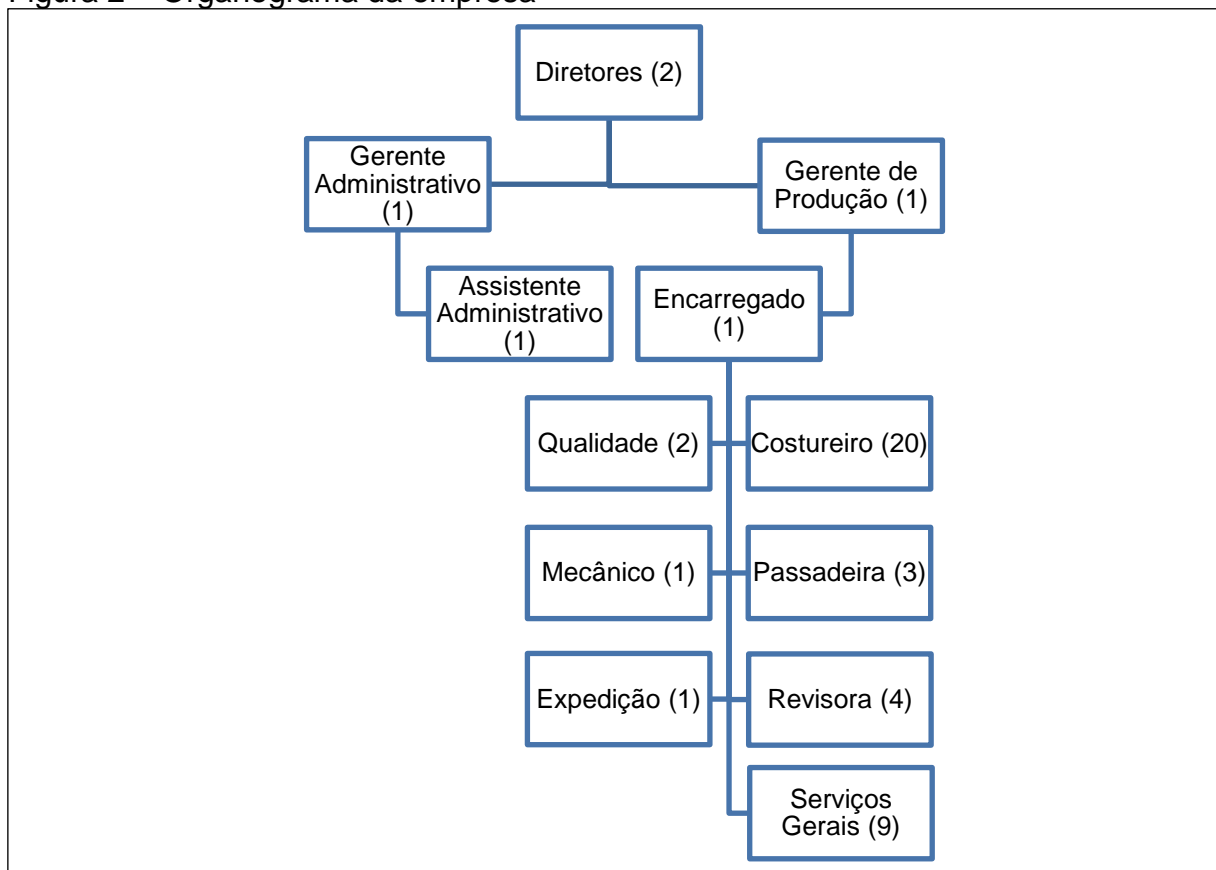 Figura 2 – Organograma da empresa
Diretores (2)
Gerente
Administrativo
(1)
Gerente de
Produção (1)
Assistente
Administrativo
(1)
Encarregado
(1)
Qualidade (2)
Costureiro (20)
Mecânico (1)
Passadeira (3)
Expedição (1)
Revisora (4)
Serviços
Gerais (9)